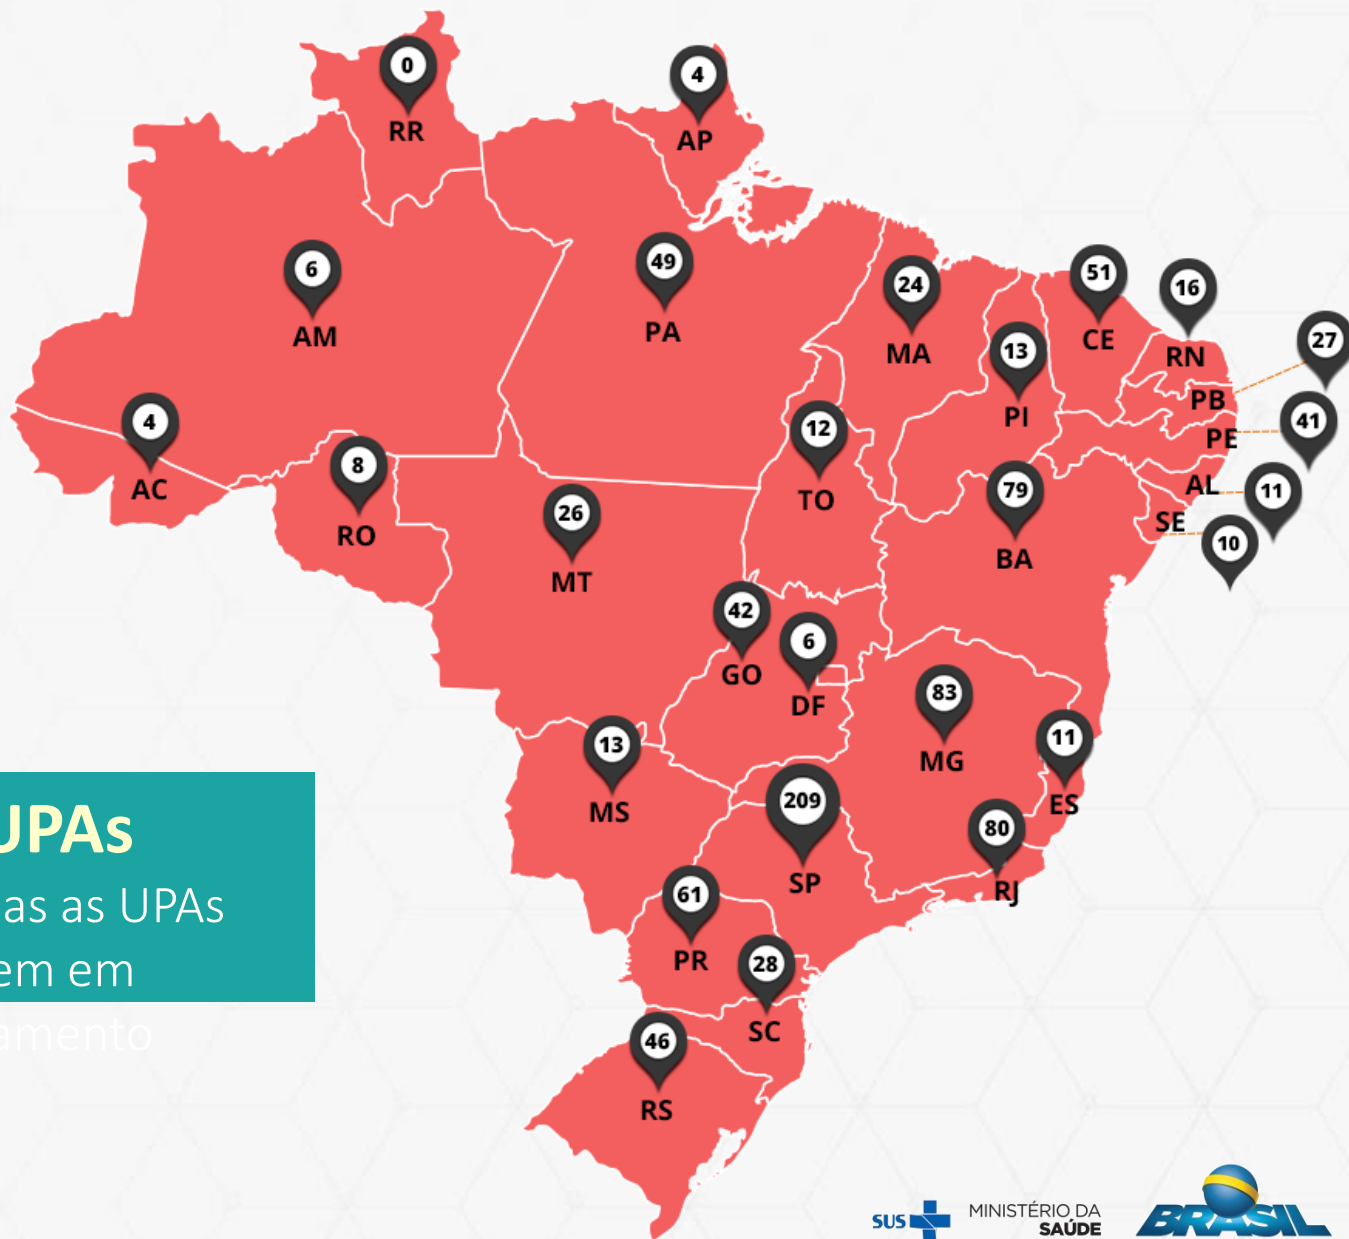 0
RR
4
AP
6
AM
49
PA
24
MA
51
CE
16
RN
13
PI
27
PB
41
PE
11
AL
10
SE
4
AC
8
RO
12
TO
79
BA
26
MT
42
GO
6
DF
83
MG
11
ES
13
MS
209
SP
80
RJ
61
PR
28
SC
46
RS
UPAs
as as UPAs
em em
amento
SUS
MINISTÉRIO DA
SAÚDE
BRASIL